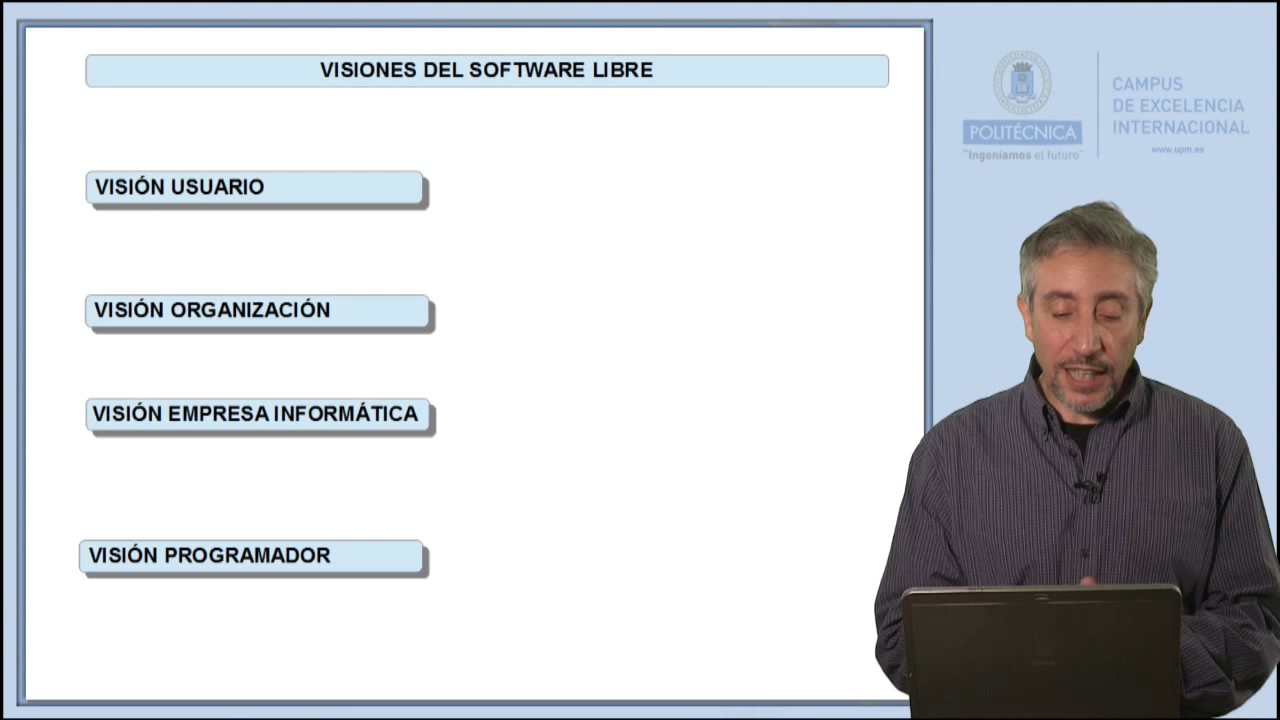 VISIONES DEL SOFTWARE LIBRE
VISIÓN USUARIO
VISIÓN ORGANIZACIÓN
VISIÓN EMPRESA INFORMÁTICA
VISIÓN PROGRAMADOR
POLITÉCNICA
"Ingeniamos el futuro"
CAMPUS
DE EXCELENCIA
INTERNACIONAL
www.upm.es